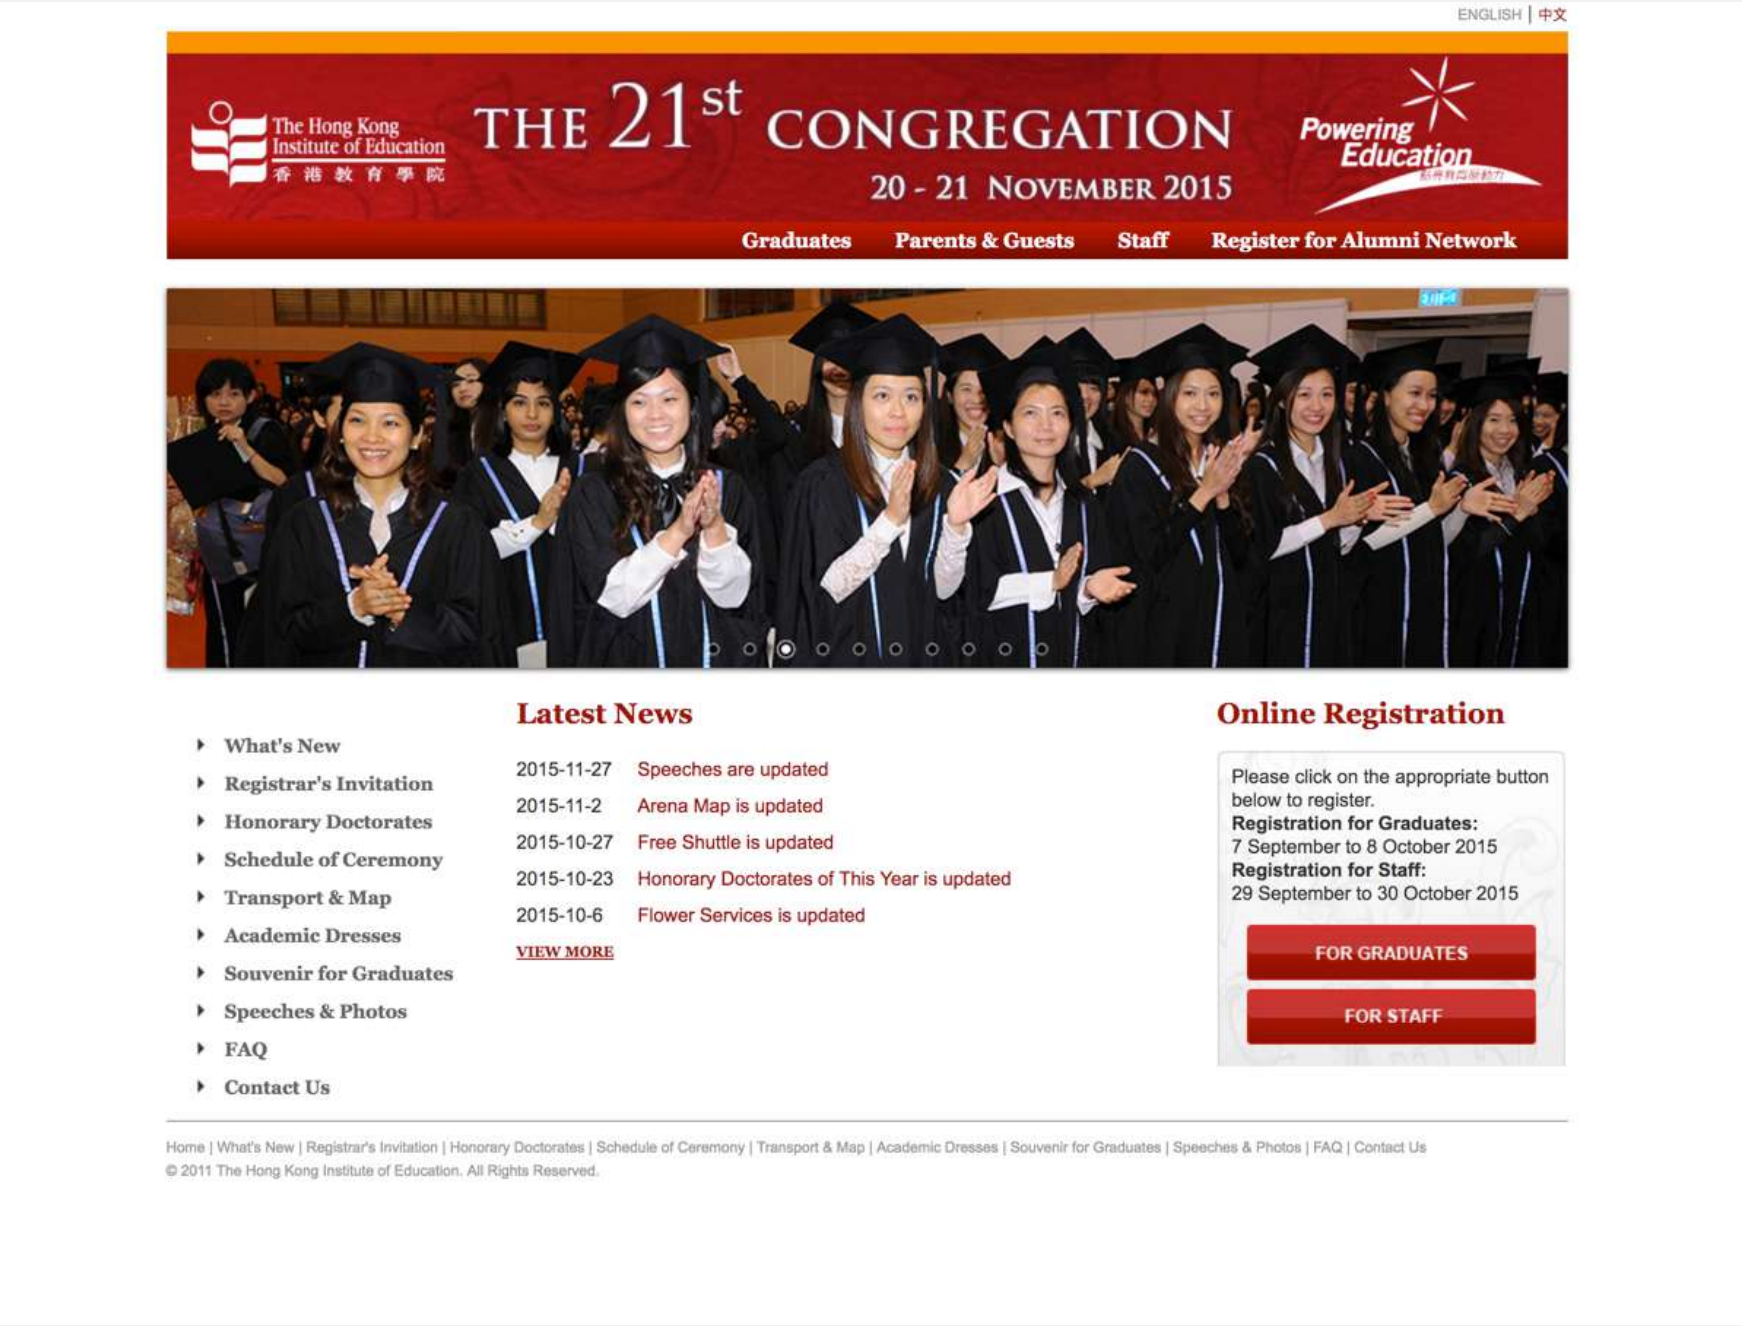 ENGLISH | 中文
The Hong Kong
Institute of Education
香港教育學院
THE 21st CONGREGATION
20 - 21 NOVEMBER 2015
Powering
Education
Graduates Parents & Guests Staff Register for Alumni Network
What's New
Registrar's Invitation
Honorary Doctorates
Schedule of Ceremony
Transport & Map
Academic Dresses
Souvenir for Graduates
Speeches & Photos
FAQ
Contact Us
Latest News
2015-11-27 Speeches are updated
2015-11-2 Arena Map is updated
2015-10-27 Free Shuttle is updated
2015-10-23 Honorary Doctorates of This Year is updated
2015-10-6 Flower Services is updated
VIEW MORE
Online Registration
Please click on the appropriate button
below to register.
Registration for Graduates:
7 September to 8 October 2015
Registration for Staff:
29 September to 30 October 2015
FOR GRADUATES
FOR STAFF
Home | What's New | Registrar's Invitation | Honorary Doctorates | Schedule of Ceremony | Transport & Map | Academic Dresses | Souvenir for Graduates | Speeches & Photos | FAQ | Contact Us
© 2011 The Hong Kong Institute of Education. All Rights Reserved.